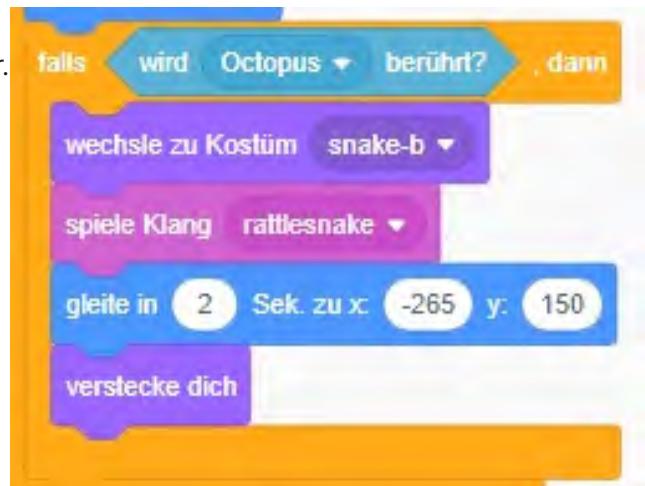 r.
falls wird Octopus berührt? , dann
wechsle zu Kostüm snake-b
spiele Klang rattlesnake
gleite in 2 Sek. zu x: -265 y: 150
verstecke dich